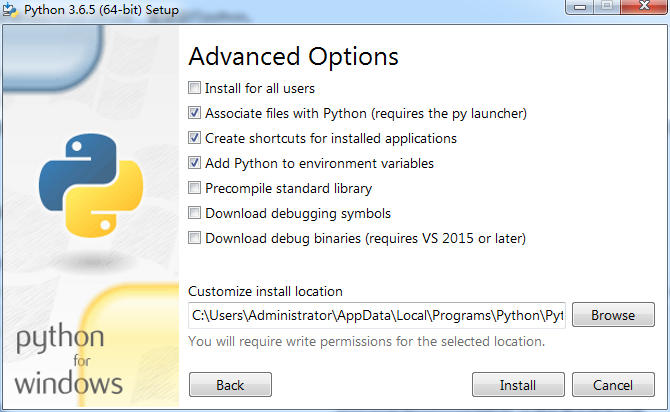 Python 3.6.5 (64-bit) Setup
Advanced Options
Install for all users
Associate files with Python (requires the py launcher)
Create shortcuts for installed applications
Add Python to environment variables
Precompile standard library
Download debugging symbols
Download debug binaries (requires VS 2015 or later)
Customize install location
C:\Users\Administrator\AppData\Local\Programs\Python\Pyt
Browse
You will require write permissions for the selected location.
python
for
windows
Back
Install
Cancel